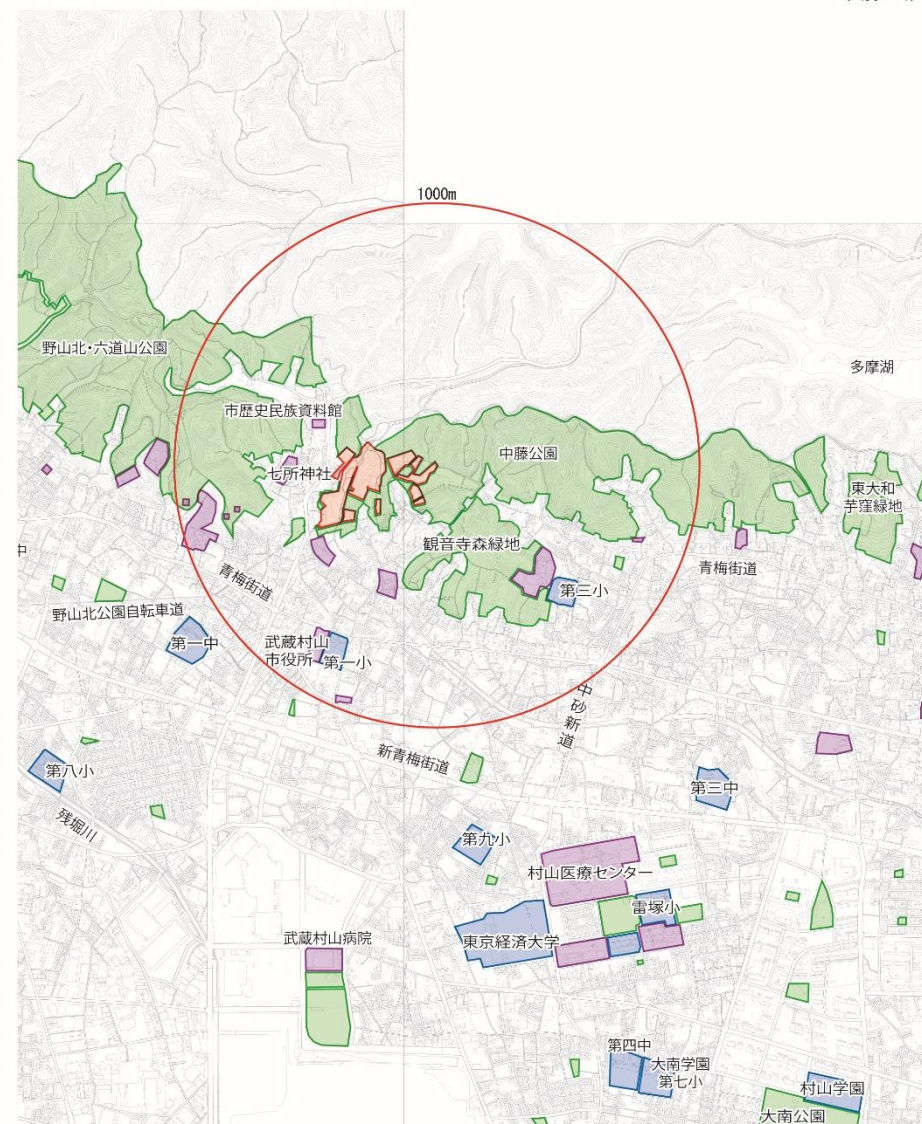 1000m
野山北・六道山公園
多摩湖
市歴史民族資料館
中藤公園
七所神社
東大和
芋窪緑地
観音寺森緑地
中
青梅街道
青梅街道
第三小
野山北公園自転車道
第一中
武蔵村山
市役所
第一小
中砂新道
新青梅街道
第八小
第三中
残堀川
第九小
村山医療センター
雷塚小
武蔵村山病院
東京経済大学
第四中
大南学園
第七小
村山学園
大南公園